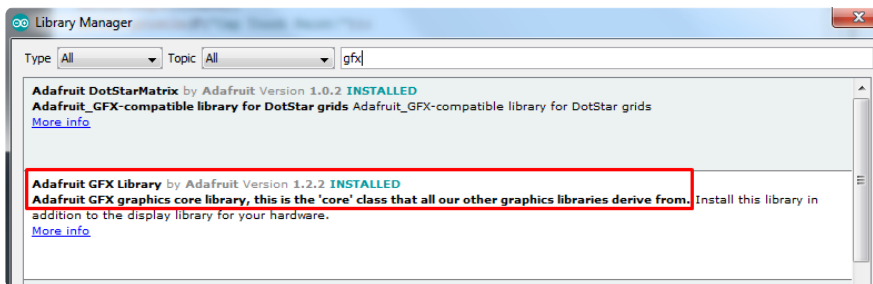 Library Manager
Type All Topic All gfx
Adafruit DotStarMatrix by Adafruit Version 1.0.2 INSTALLED
Adafruit_GFX-compatible library for DotStar grids Adafruit_GFX-compatible library for DotStar grids
More info
Adafruit GFX Library by Adafruit Version 1.2.2 INSTALLED
Adafruit GFX graphics core library, this is the 'core' class that all our other graphics libraries derive from. Install this library in
addition to the display library for your hardware.
More info